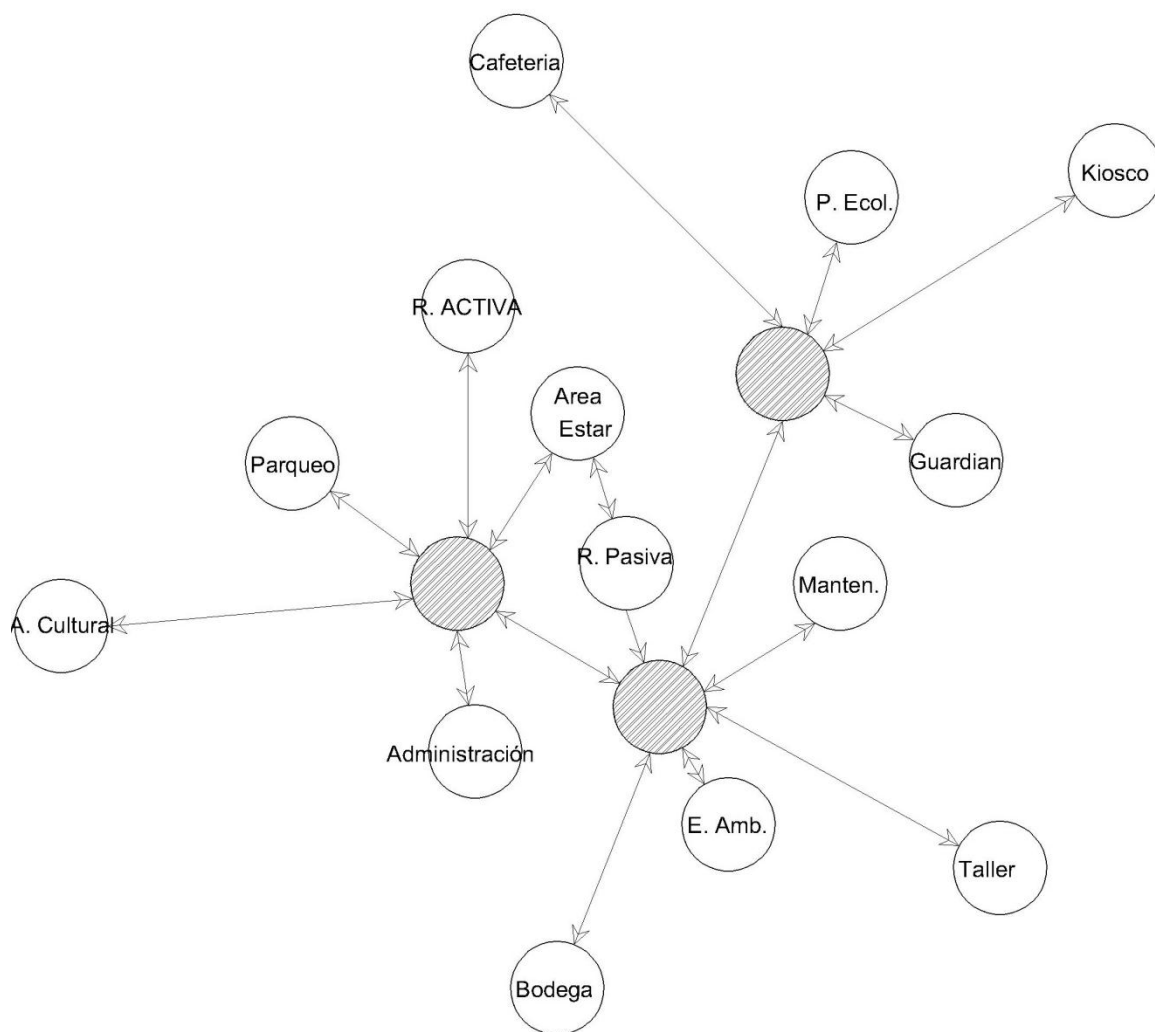 Cafeteria
Kiosco
P. Ecol.
R. ACTIVA
Area
Estar
Parqueo
Guardian
R. Pasiva
Manten.
A. Cultural
Administración
E. Amb.
Taller
Bodega